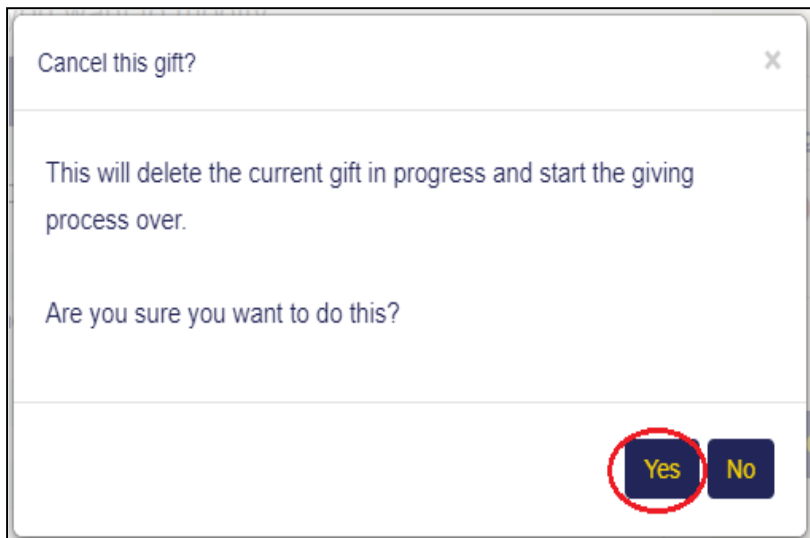 Cancel this gift?
×
This will delete the current gift in progress and start the giving
process over.
Are you sure you want to do this?
Yes No